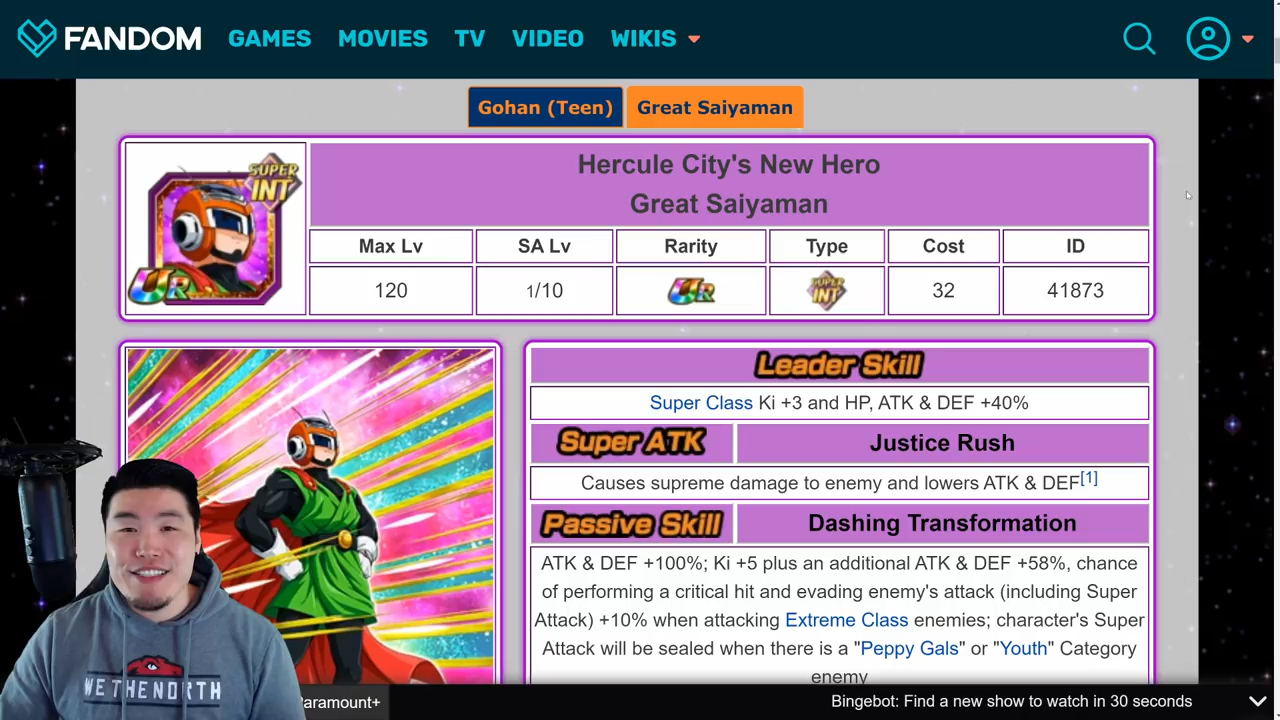 FANDOM GAMES MOVIES TV VIDEO WIKIS
Gohan (Teen) Great Saiyaman
SUPER
INT
UR
Hercule City's New Hero
Great Saiyaman
Max Lv SA Lv Rarity Type Cost ID
120 1/10 UR SUPER INT 32 41873
Leader Skill
Super Class Ki +3 and HP, ATK & DEF +40%
Super ATK Justice Rush
Causes supreme damage to enemy and lowers ATK & DEF[1]
Passive Skill Dashing Transformation
ATK & DEF +100%; Ki +5 plus an additional ATK & DEF +58%, chance
of performing a critical hit and evading enemy's attack (including Super
Attack) +10% when attacking Extreme Class enemies; character's Super
Attack will be sealed when there is a "Peppy Gals" or "Youth" Category
enemy
WE THE NORTH
Paramount+
Bingebot: Find a new show to watch in 30 seconds